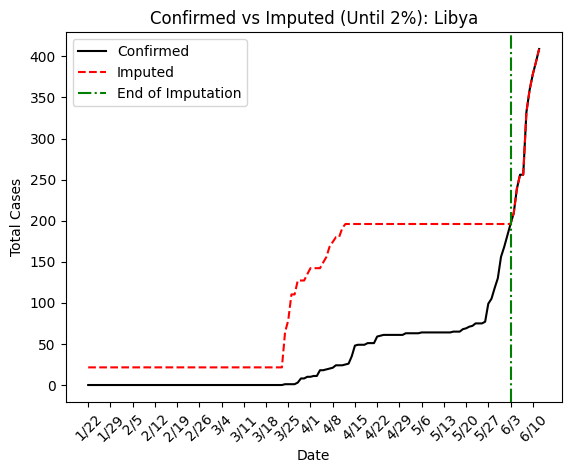 Confirmed vs Imputed (Until 2%): Libya
Confirmed
Imputed
End of Imputation
Total Cases
400
350
300
250
200
150
100
50
0
1/22 1/29 2/5 2/12 2/19 2/26 3/4 3/11 3/18 3/25 4/1 4/8 4/15 4/22 4/29 5/6 5/13 5/20 5/27 6/3 6/10
Date